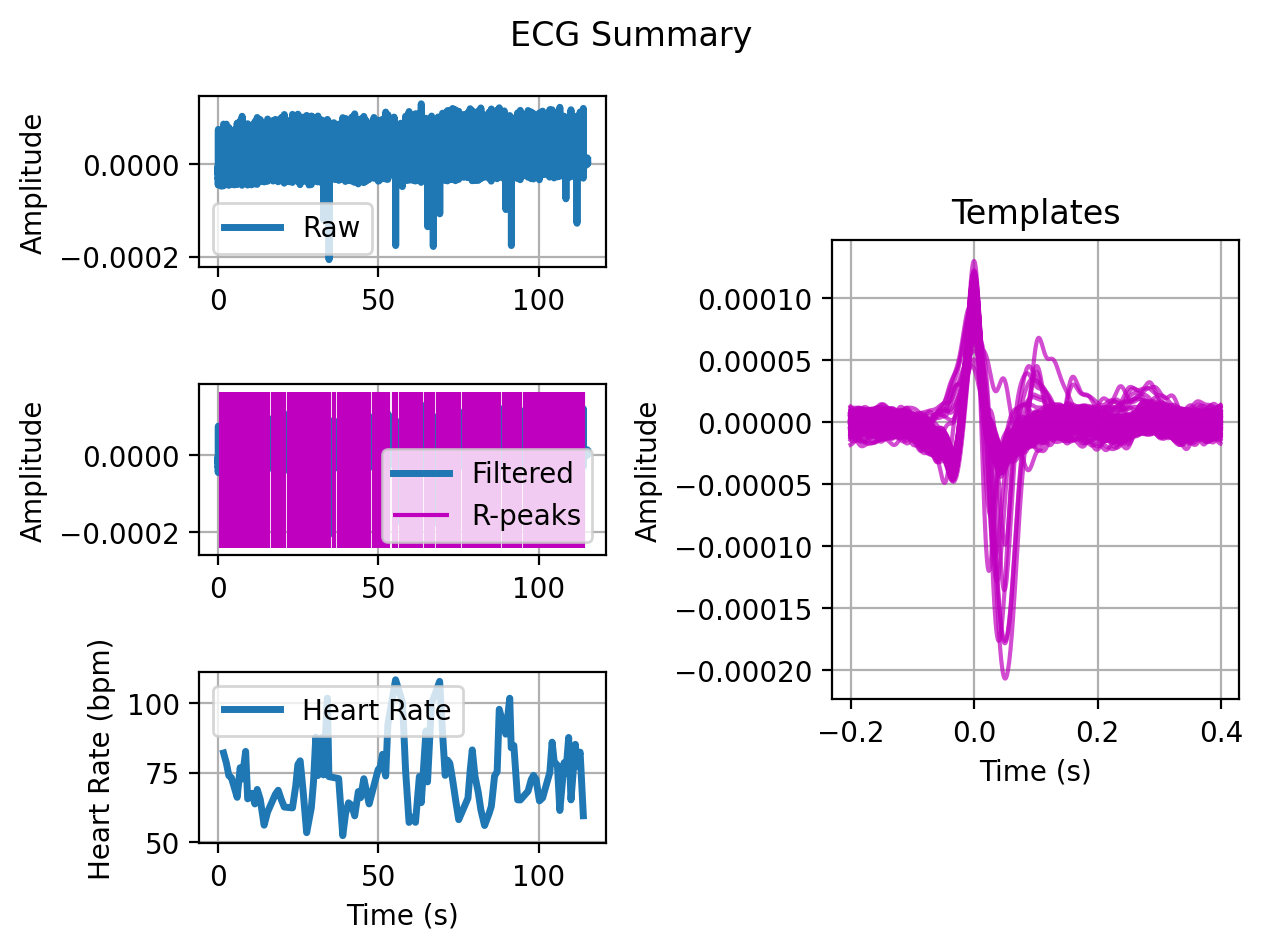 ECG Summary
Amplitude
0.0000
−0.0002
Raw
0 50 100
Amplitude
0.0000
−0.0002
Filtered
R-peaks
0 50 100
Heart Rate (bpm)
100
75
50
Heart Rate
0 50 100
Time (s)
Templates
Amplitude
0.00010
0.00005
0.00000
−0.00005
−0.00010
−0.00015
−0.00020
−0.2 0.0 0.2 0.4
Time (s)